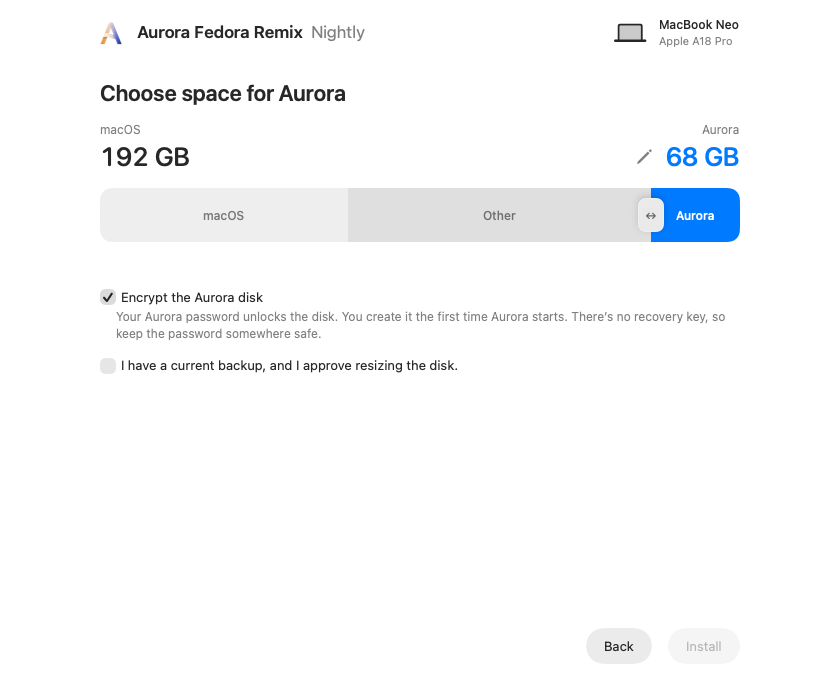 Aurora Fedora Remix Nightly
MacBook Neo
Apple A18 Pro
Choose space for Aurora
macOS
Aurora
192 GB
68 GB
macOS
Other
Aurora
Encrypt the Aurora disk
Your Aurora password unlocks the disk. You create it the first time Aurora starts. There's no recovery key, so
keep the password somewhere safe.
I have a current backup, and I approve resizing the disk.
Back
Install